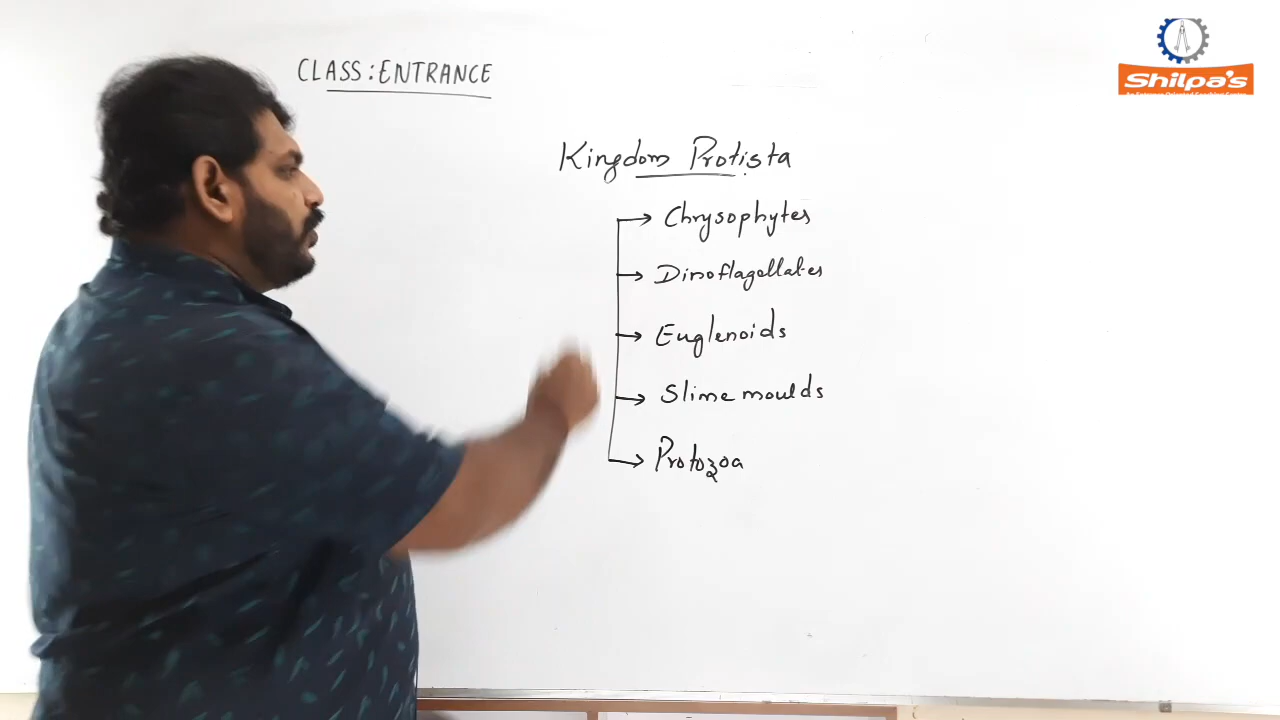 CLASS : ENTRANCE
Shilpa's
Kingdom Protista
Chrysophytes
Dinoflagellates
Euglenoids
Slime moulds
Protozoa